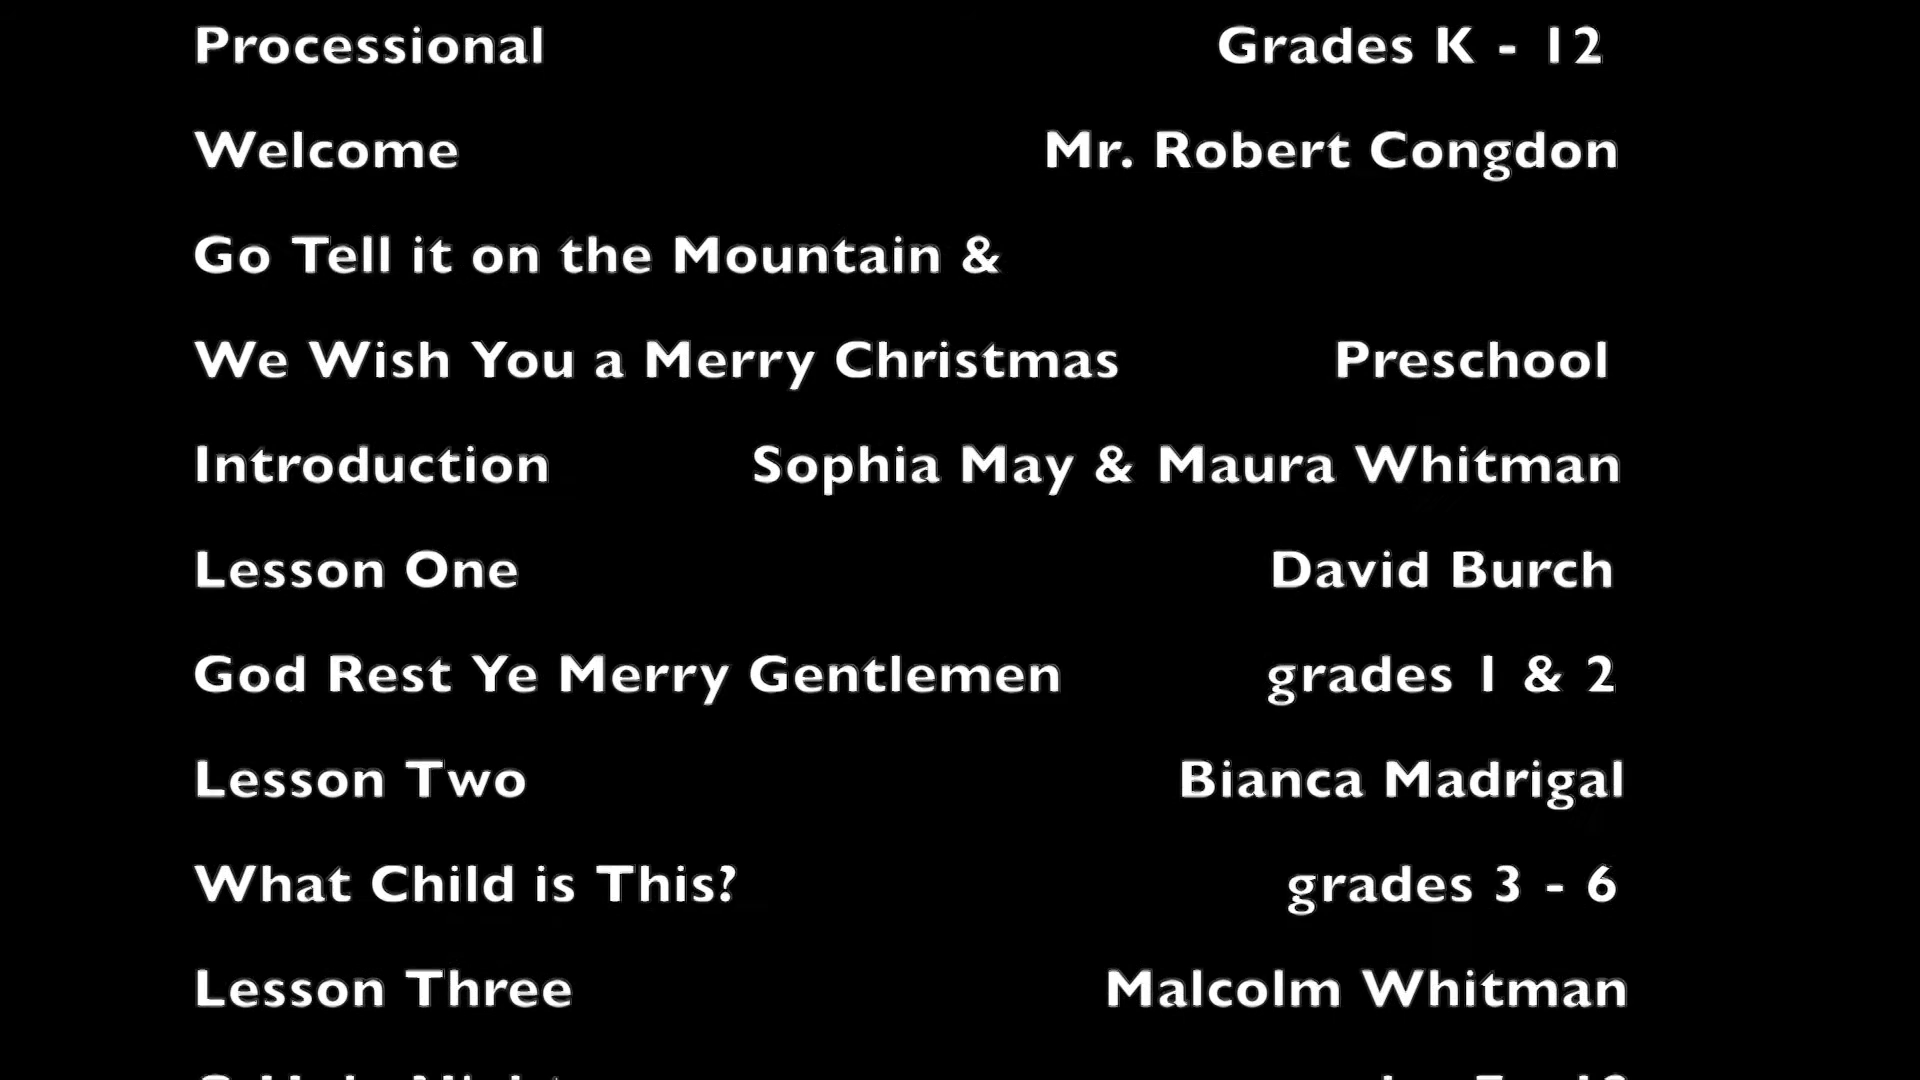 Processional Grades K - 12
Welcome Mr. Robert Congdon
Go Tell it on the Mountain &
We Wish You a Merry Christmas Preschool
Introduction Sophia May & Maura Whitman
Lesson One David Burch
God Rest Ye Merry Gentlemen grades 1 & 2
Lesson Two Bianca Madrigal
What Child is This? grades 3 - 6
Lesson Three Malcolm Whitman